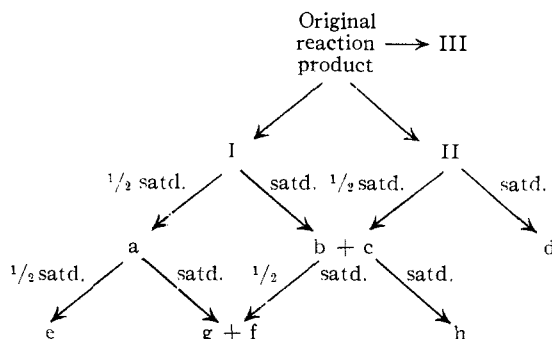 Original
reaction
product
III
I
II
1/2 satd.
satd.
1/2 satd.
satd.
a
b + c
d
1/2 satd.
satd.
1/2
satd.
satd.
e
g + f
h